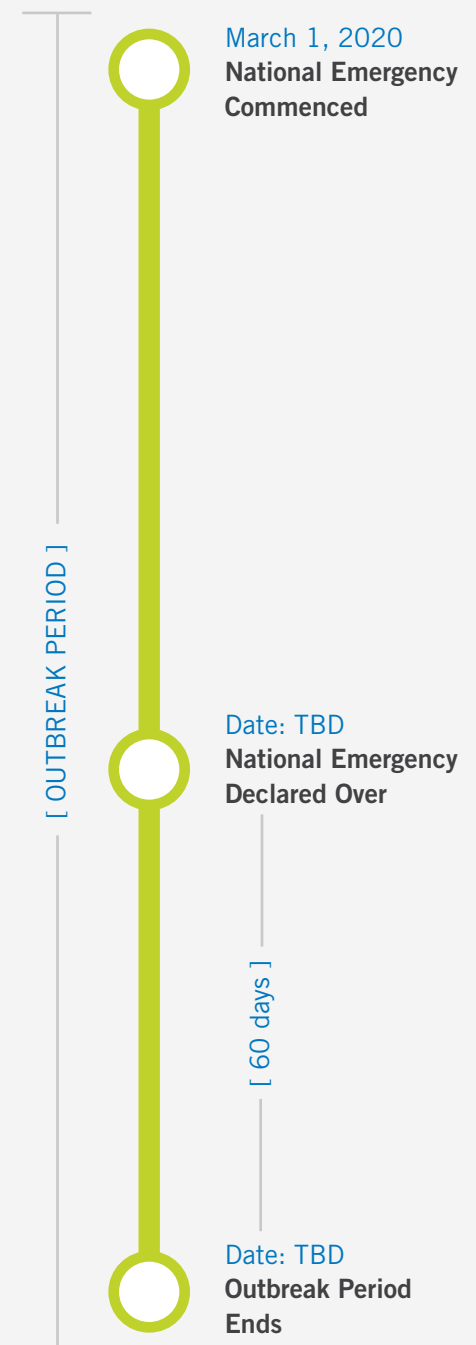 March 1, 2020
National Emergency
Commenced
[ OUTBREAK PERIOD ]
Date: TBD
National Emergency
Declared Over
[ 60 days ]
Date: TBD
Outbreak Period
Ends